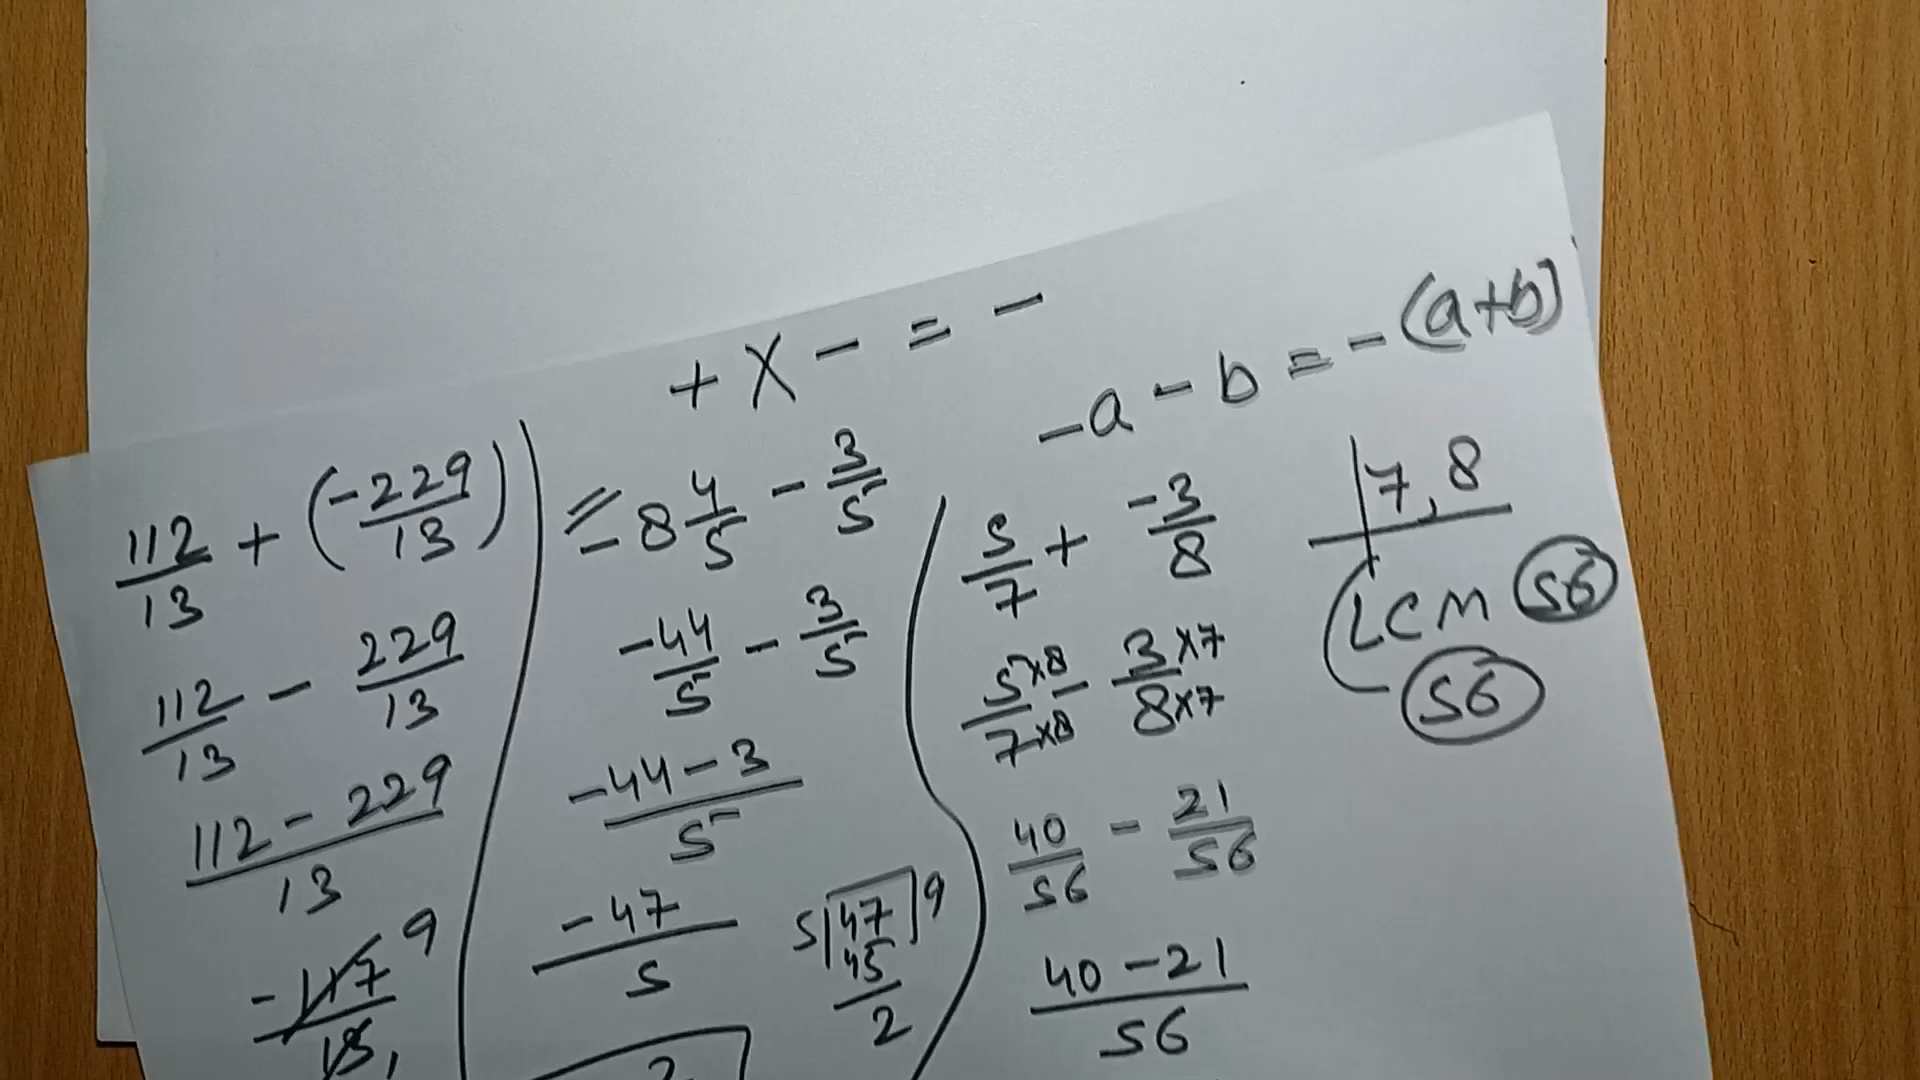 + X - = -
-a - b = - (a+b)
112/13 + (-229/13)
112/13 - 229/13
112 - 229/13
-117/13 9 1
= -8 4/5 - 3/5
-44/5 - 3/5
-44-3/5
-47/5
5 47 9
45
2
2
5/7 + -3/8
5×8/7×8 - 3×7/8×7
40/56 - 21/56
40-21/56
7, 8
LCM 56
56